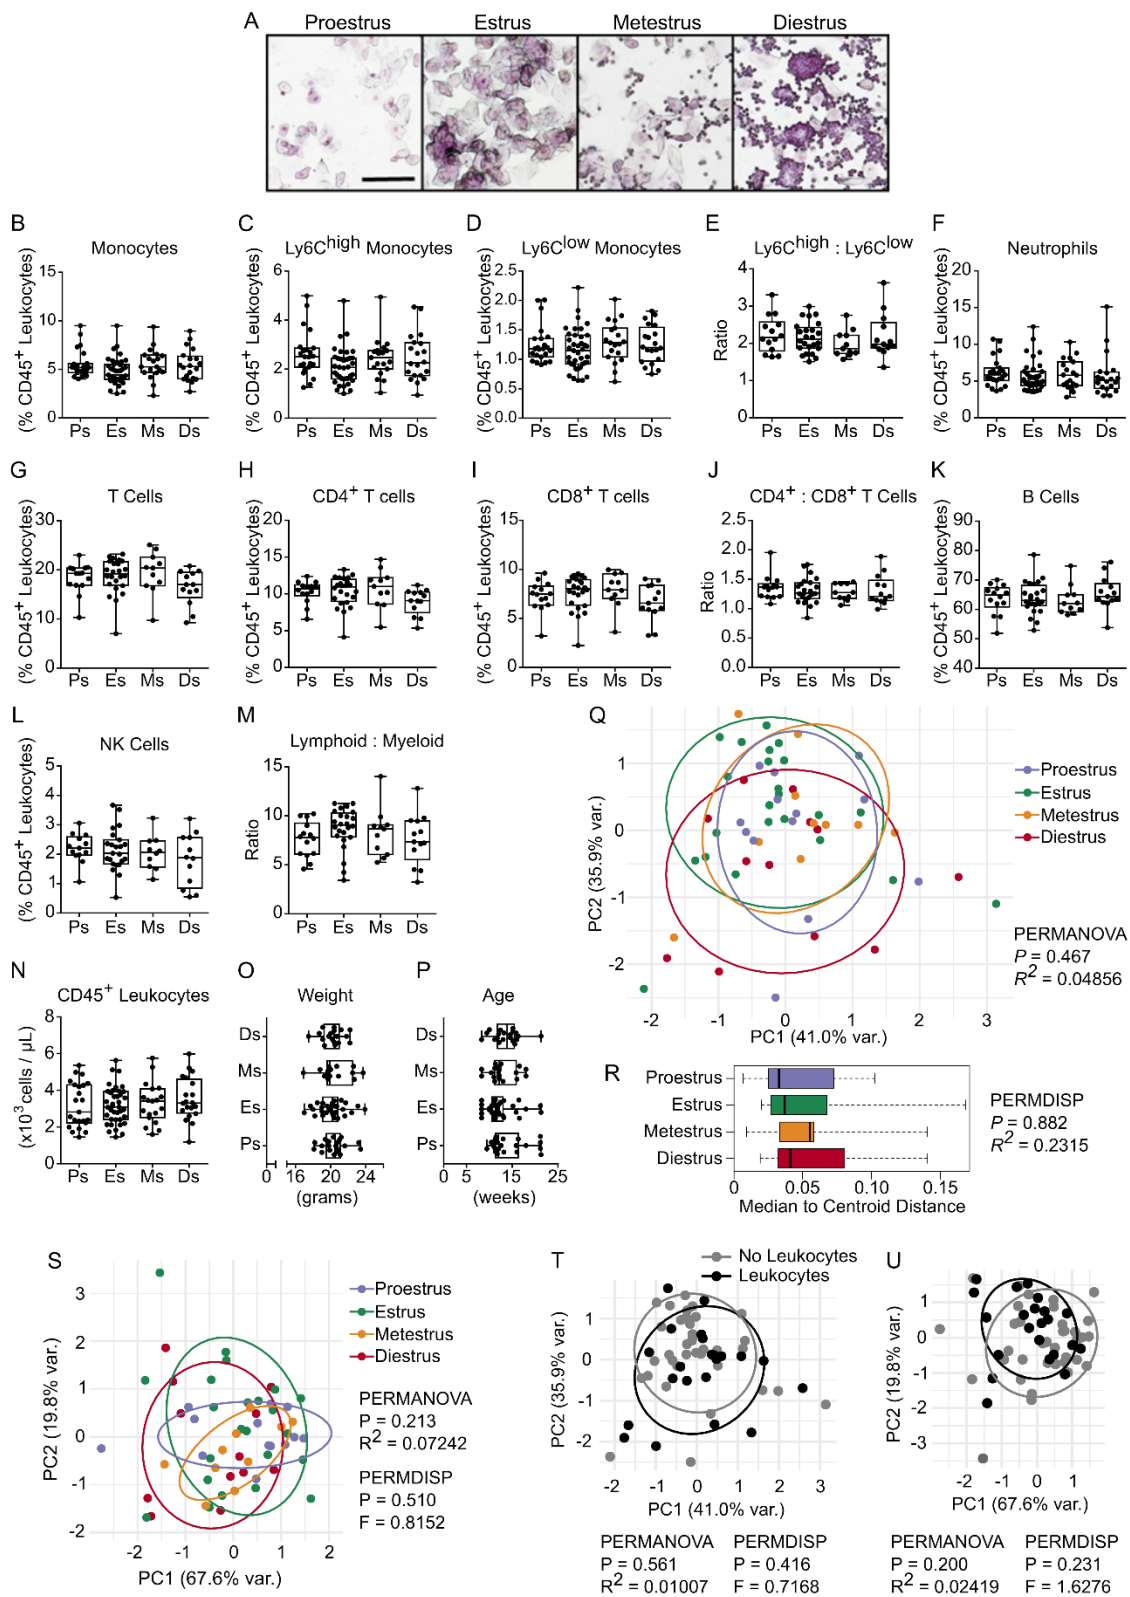 A
Proestrus Estrus Metestrus Diestrus
B
Monocytes
(% CD45+ Leukocytes)
15
10
5
0
Ps Es Ms Ds
C
Ly6Chigh Monocytes
(% CD45+ Leukocytes)
6
4
2
0
Ps Es Ms Ds
D
Ly6Clow Monocytes
(% CD45+ Leukocytes)
2.5
2.0
1.5
1.0
0.5
0.0
Ps Es Ms Ds
E
Ly6Chigh : Ly6Clow
Ratio
4
3
2
1
0
Ps Es Ms Ds
F
Neutrophils
(% CD45+ Leukocytes)
20
15
10
5
0
Ps Es Ms Ds
G
T Cells
(% CD45+ Leukocytes)
30
20
10
0
Ps Es Ms Ds
H
CD4+ T cells
(% CD45+ Leukocytes)
20
15
10
5
0
Ps Es Ms Ds
I
CD8+ T cells
(% CD45+ Leukocytes)
15
10
5
0
Ps Es Ms Ds
J
CD4+ : CD8+ T Cells
Ratio
2.5
2.0
1.5
1.0
0.5
0.0
Ps Es Ms Ds
K
B Cells
(% CD45+ Leukocytes)
90
80
70
60
50
40
Ps Es Ms Ds
L
NK Cells
(% CD45+ Leukocytes)
5
4
3
2
1
0
Ps Es Ms Ds
M
Lymphoid : Myeloid
Ratio
15
10
5
0
Ps Es Ms Ds
N
CD45+ Leukocytes
(x103 cells / µL)
8
6
4
2
0
Ps Es Ms Ds
O
Weight
Ds
Ms
Es
Ps
0 16 20 24
(grams)
P
Age
Ds
Ms
Es
Ps
0 5 15 25
(weeks)
Q
PC2 (35.9% var.)
1
0
-1
-2
-2 -1 0 1 2 3
PC1 (41.0% var.)
Proestrus
Estrus
Metestrus
Diestrus
PERMANOVA
P = 0.467
R2 = 0.04856
R
Proestrus
Estrus
Metestrus
Diestrus
0 0.05 0.10 0.15
Median to Centroid Distance
PERMDISP
P = 0.882
R2 = 0.2315
S
PC2 (19.8% var.)
3
2
1
0
-1
-2
-2 -1 0 1 2
PC1 (67.6% var.)
Proestrus
Estrus
Metestrus
Diestrus
PERMANOVA
P = 0.213
R2 = 0.07242
PERMDISP
P = 0.510
F = 0.8152
T
No Leukocytes
Leukocytes
PC2 (35.9% var.)
1
0
-1
-2
-2 -1 0 1 2 3
PC1 (41.0% var.)
PERMANOVA
P = 0.561
R2 = 0.01007
PERMDISP
P = 0.416
F = 0.7168
U
PC2 (19.8% var.)
1
0
-1
-2
-3
-2 -1 0 1
PC1 (67.6% var.)
PERMANOVA
P = 0.200
R2 = 0.02419
PERMDISP
P = 0.231
F = 1.6276